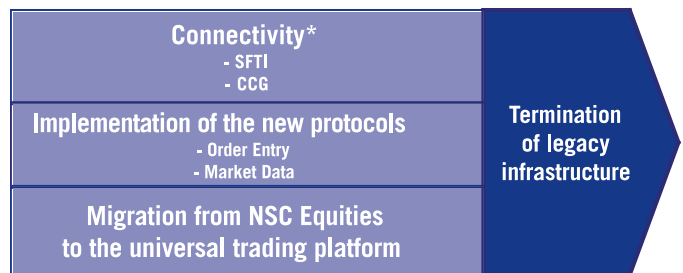 Connectivity*
- SFTI
- CCG
Implementation of the new protocols
- Order Entry
- Market Data
Migration from NSC Equities
to the universal trading platform
Termination
of legacy
infrastructure